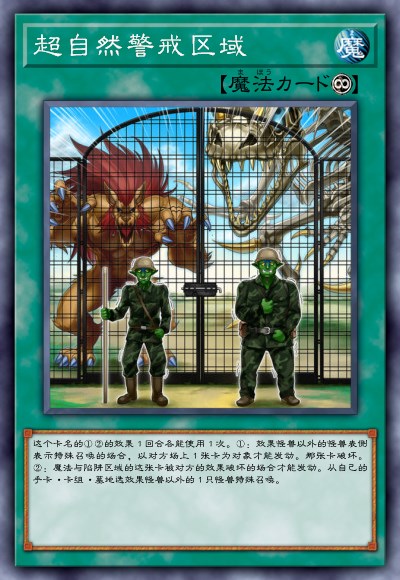 超自然警戒区域
魔
【魔法カード】
まほう
这个卡名的①②的效果1回合各能使用1次。①：效果怪兽以外的怪兽表侧
表示特殊召唤的场合，以对方场上1张卡为对象才能发动。那张卡破坏。
②：魔法与陷阱区域的这张卡被对方的效果破坏的场合才能发动。从自己的
手卡·卡组·墓地选效果怪兽以外的1只怪兽特殊召唤。